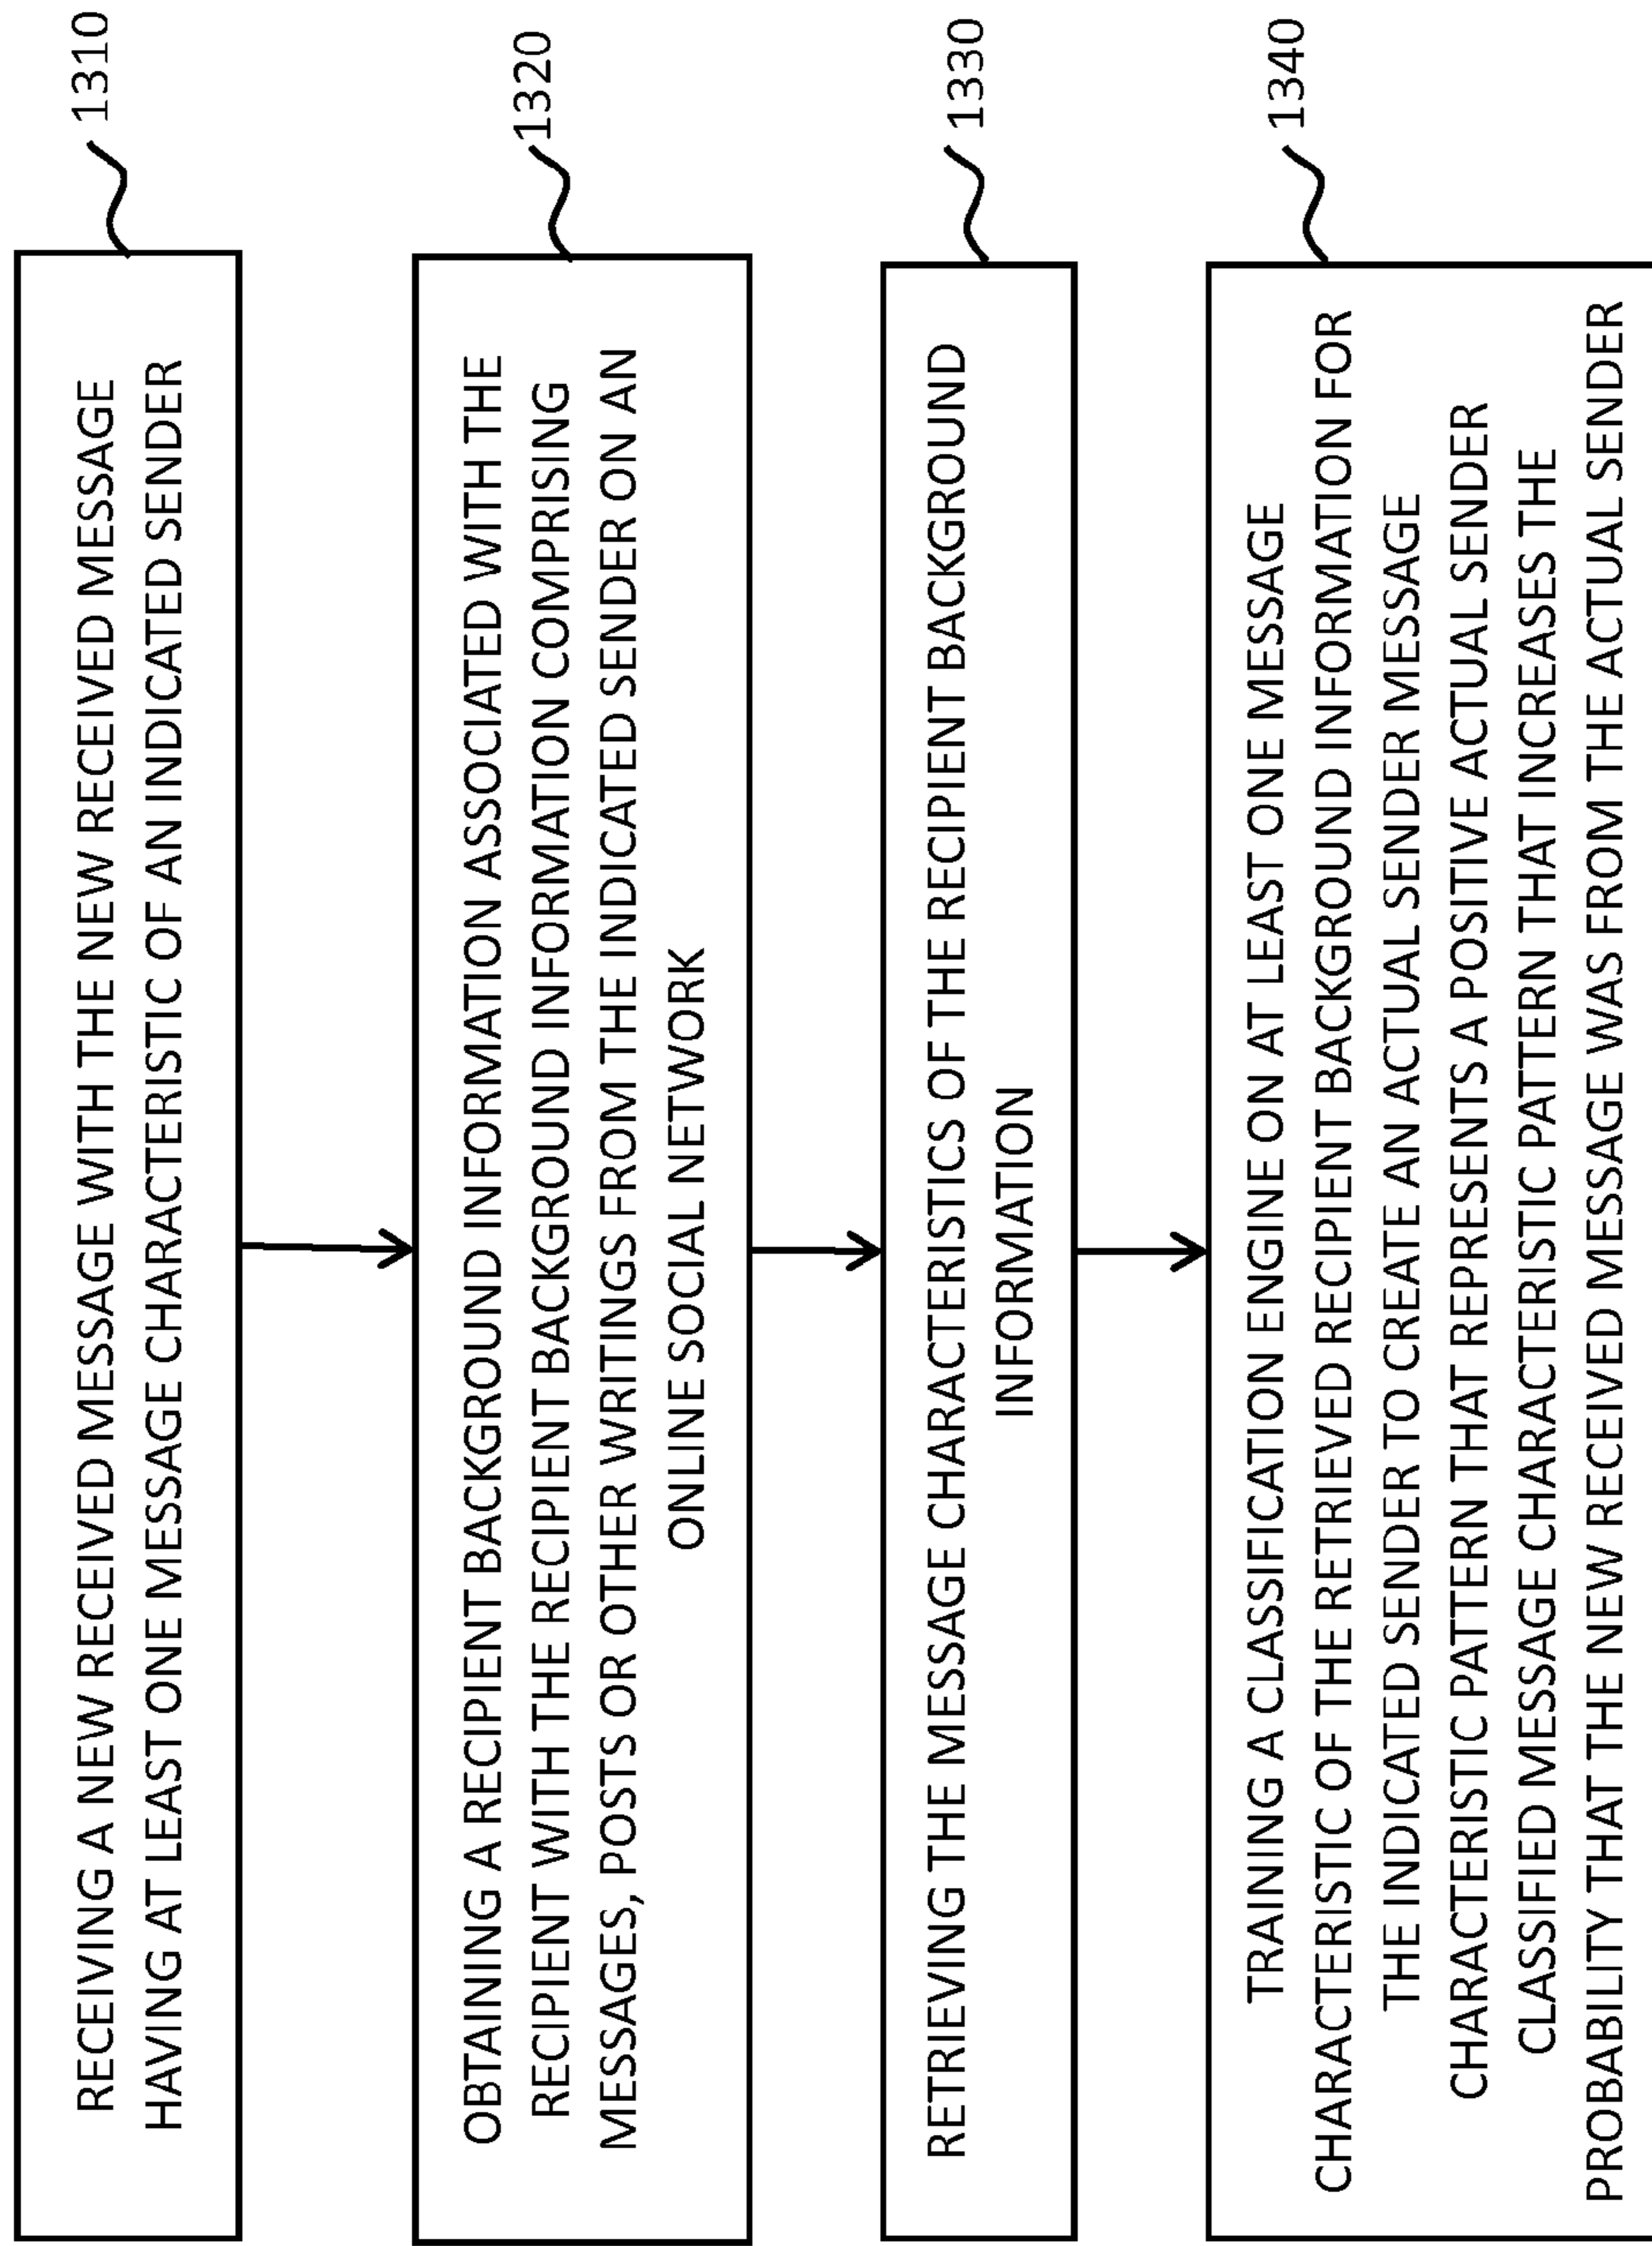 RECEIVING A NEW RECEIVED MESSAGE WITH THE NEW RECEIVED MESSAGE
HAVING AT LEAST ONE MESSAGE CHARACTERISTIC OF AN INDICATED SENDER
1310
OBTAINING A RECIPIENT BACKGROUND INFORMATION ASSOCIATED WITH THE
RECIPIENT WITH THE RECIPIENT BACKGROUND INFORMATION COMPRISING
MESSAGES, POSTS OR OTHER WRITINGS FROM THE INDICATED SENDER ON AN
ONLINE SOCIAL NETWORK
1320
RETRIEVING THE MESSAGE CHARACTERISTICS OF THE RECIPIENT BACKGROUND
INFORMATION
1330
TRAINING A CLASSIFICATION ENGINE ON AT LEAST ONE MESSAGE
CHARACTERISTIC OF THE RETRIEVED RECIPIENT BACKGROUND INFORMATION FOR
THE INDICATED SENDER TO CREATE AN ACTUAL SENDER MESSAGE
CHARACTERISTIC PATTERN THAT REPRESENTS A POSITIVE ACTUAL SENDER
CLASSIFIED MESSAGE CHARACTERISTIC PATTERN THAT INCREASES THE
PROBABILITY THAT THE NEW RECEIVED MESSAGE WAS FROM THE ACTUAL SENDER
1340